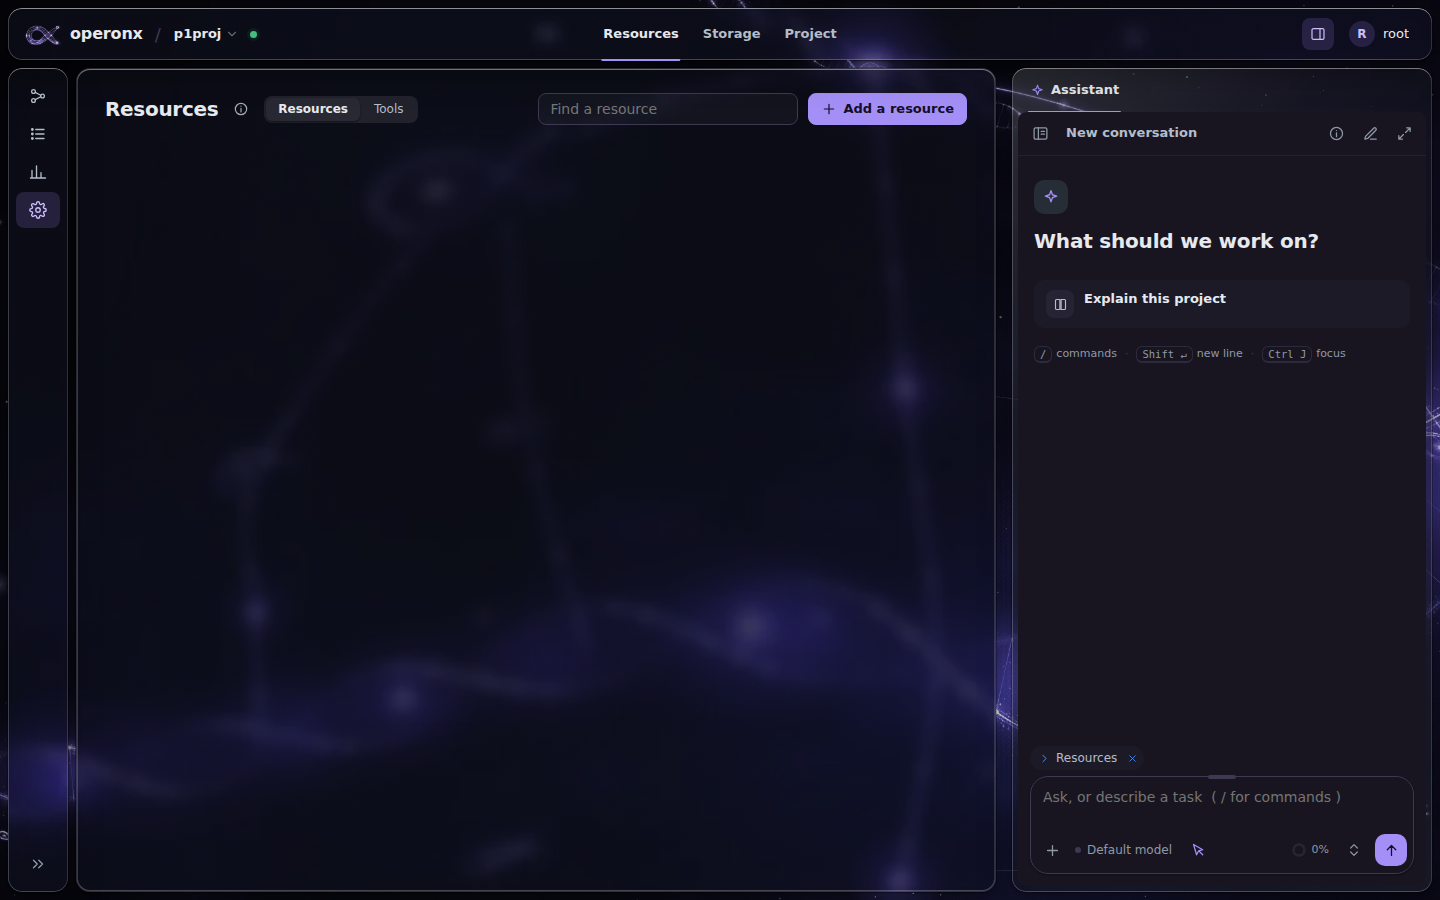 operonx / p1proj
Resources Storage Project
R root
Resources Resources Tools
Find a resource
+ Add a resource
Assistant
New conversation
What should we work on?
Explain this project
/ commands · Shift ↵ new line · Ctrl J focus
Resources ×
Ask, or describe a task ( / for commands )
+ Default model 0%